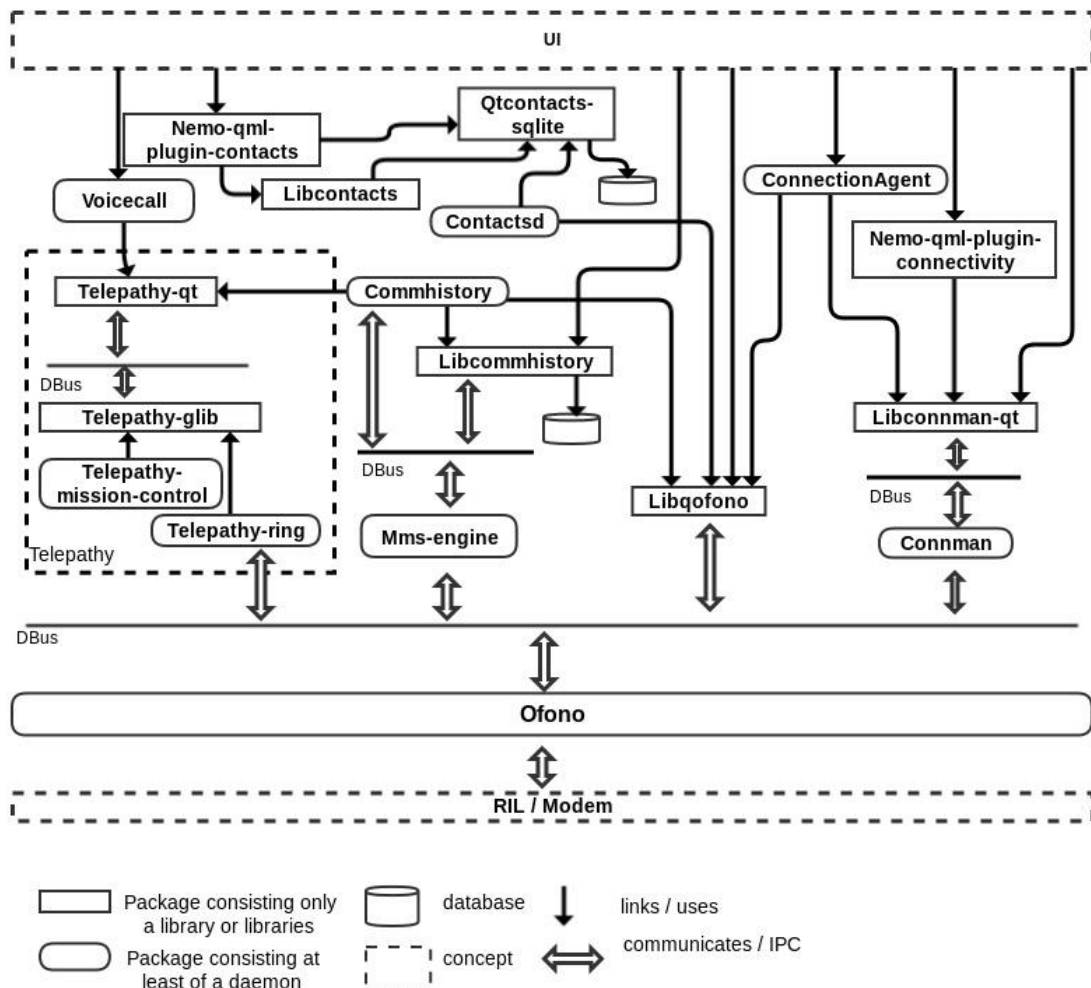 UI
Qtcontacts-
sqlite
Nemo-qml-
plugin-contacts
Libcontacts
Voicecall
ConnectionAgent
Contactsd
Nemo-qml-plugin-
connectivity
Telepathy-qt
Commhistory
Libcommhistory
DBus
Telepathy-glib
Libconnman-qt
Telepathy-
mission-control
DBus
DBus
Libqofono
Telepathy-ring
Mms-engine
Connman
Telepathy
DBus
Ofono
RIL / Modem
Package consisting only
a library or libraries
database
links / uses
Package consisting at
least of a daemon
concept
communicates / IPC